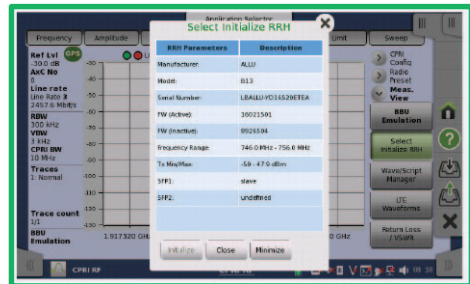 Application Selector
Frequency
Amplitude
Limit
Sweep
Select Initialize RRH
RRH Parameters Description
Manufacturer: ALLU
Model: B13
Serial Number: LBALLU-YD16520ETEA
FW (Active): 36021501
FW (Inactive): 8926504
Frequency Range: 746.0 MHz - 756.0 MHz
Tx Min/Max: -59 - 47.9 dBm
SFP1: slave
SFP2: undefined
Initialize
Close
Minimize
Ref Lvl GPS
-30.0 dB
AxC No
0
Line rate
Line Rate 3
2457.6 Mbit/s
RBW
300 kHz
VBW
3 kHz
CPRI BW
10 MHz
Traces
1: Normal
Trace count
1/1
BBU
Emulation
-30
-40
-50
-60
-70
-80
-90
-100
-110
-120
-130
1.917320 GHz
0 GHz
CPRI
Config
Radio
Preset
Meas.
View
BBU
Emulation
Select
Initialize RRH
Wave/Script
Manager
LTE
Waveforms
Return Loss
/ VSWR
CPRI RF